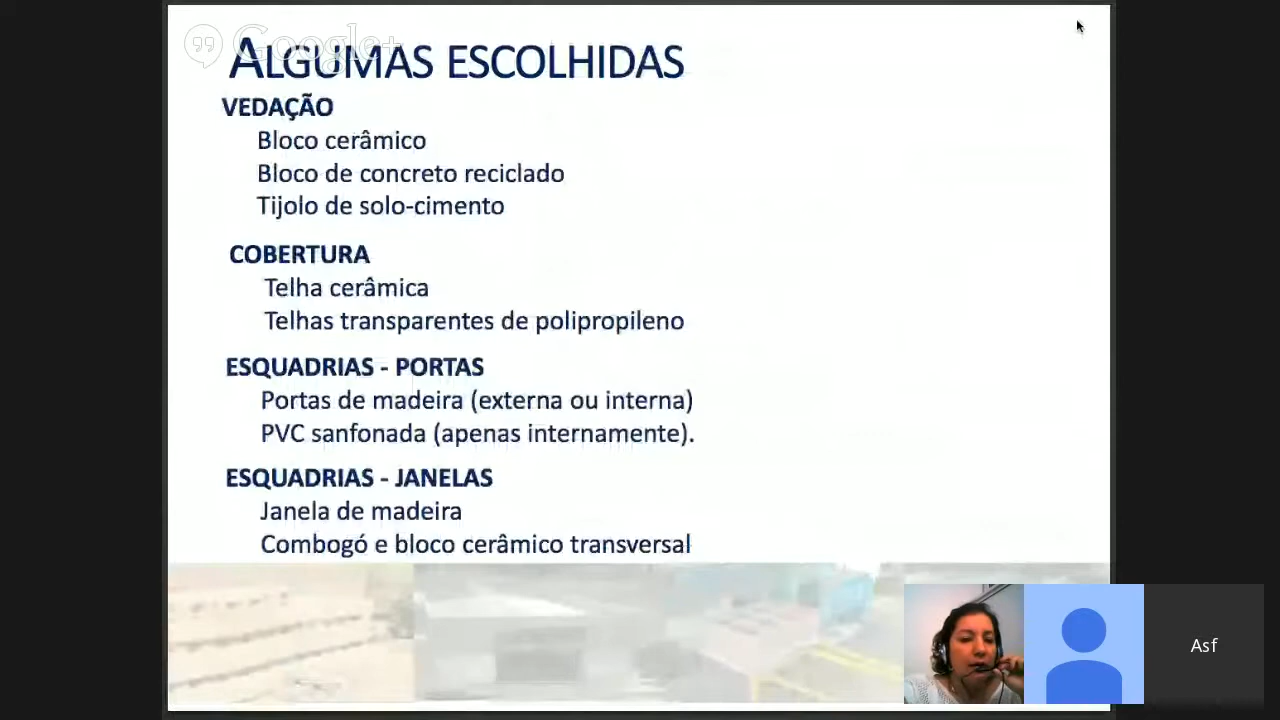 Google+
ALGUMAS ESCOLHIDAS
VEDAÇÃO
Bloco cerâmico
Bloco de concreto reciclado
Tijolo de solo-cimento
COBERTURA
Telha cerâmica
Telhas transparentes de polipropileno
ESQUADRIAS - PORTAS
Portas de madeira (externa ou interna)
PVC sanfonada (apenas internamente).
ESQUADRIAS - JANELAS
Janela de madeira
Combogó e bloco cerâmico transversal
Asf